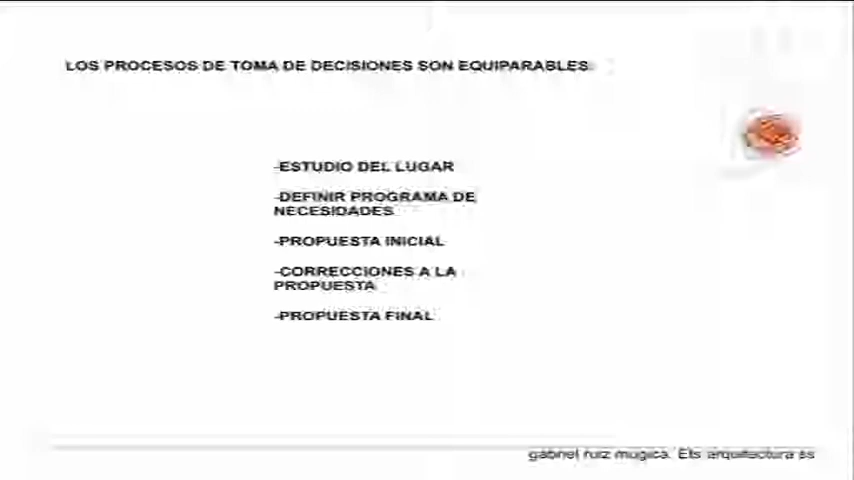 LOS PROCESOS DE TOMA DE DECISIONES SON EQUIPARABLES
-ESTUDIO DEL LUGAR
-DEFINIR PROGRAMA DE
NECESIDADES
-PROPUESTA INICIAL
-CORRECCIONES A LA
PROPUESTA
-PROPUESTA FINAL
gabriel ruiz mugica. Ets arquitectura ss